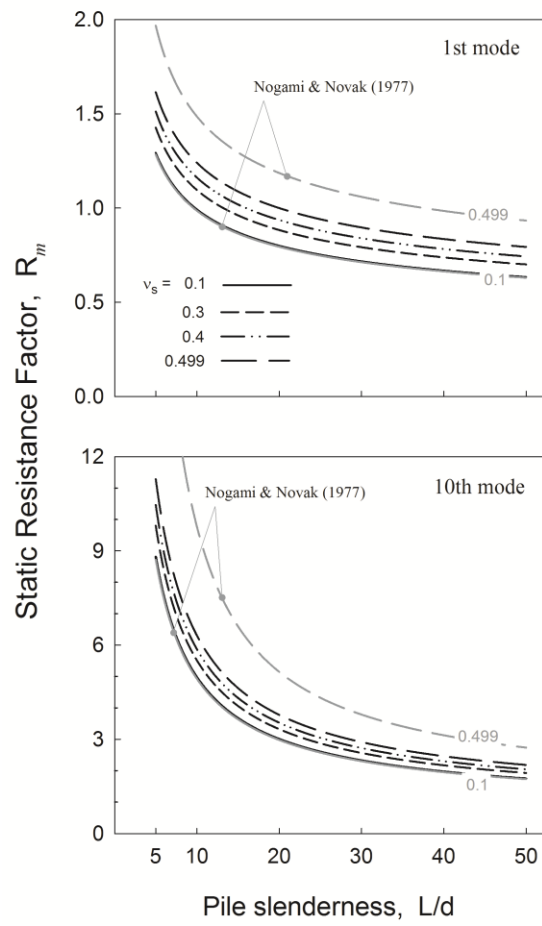 2.0
1st mode
Nogami & Novak (1977)
1.5
1.0
0.499
0.1
νs = 0.1
0.3
0.5
0.4
0.499
0.0
Static Resistance Factor, Rm
12
10th mode
Nogami & Novak (1977)
9
6
3
0.499
0.1
0
5 10 20 30 40 50
Pile slenderness, L/d